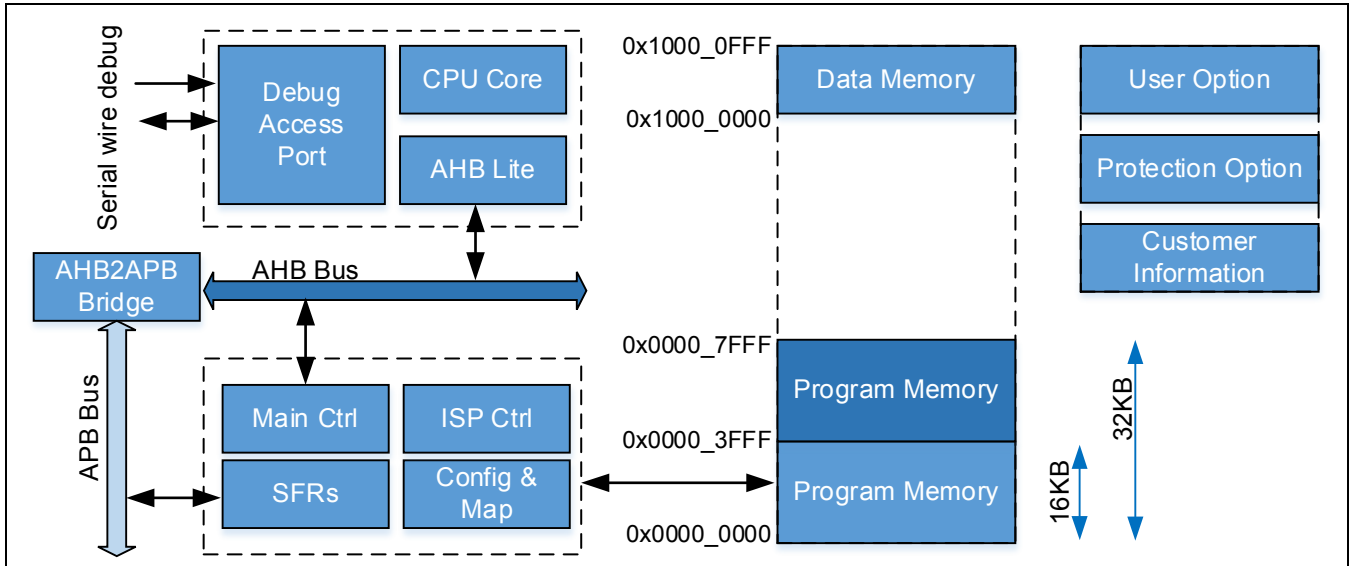 Serial wire debug
Debug
Access
Port
CPU Core
AHB Lite
AHB2APB
Bridge
AHB Bus
APB Bus
Main Ctrl
ISP Ctrl
SFRs
Config &
Map
0x1000_0FFF
Data Memory
0x1000_0000
0x0000_7FFF
Program Memory
0x0000_3FFF
Program Memory
0x0000_0000
User Option
Protection Option
Customer
Information
16KB
32KB